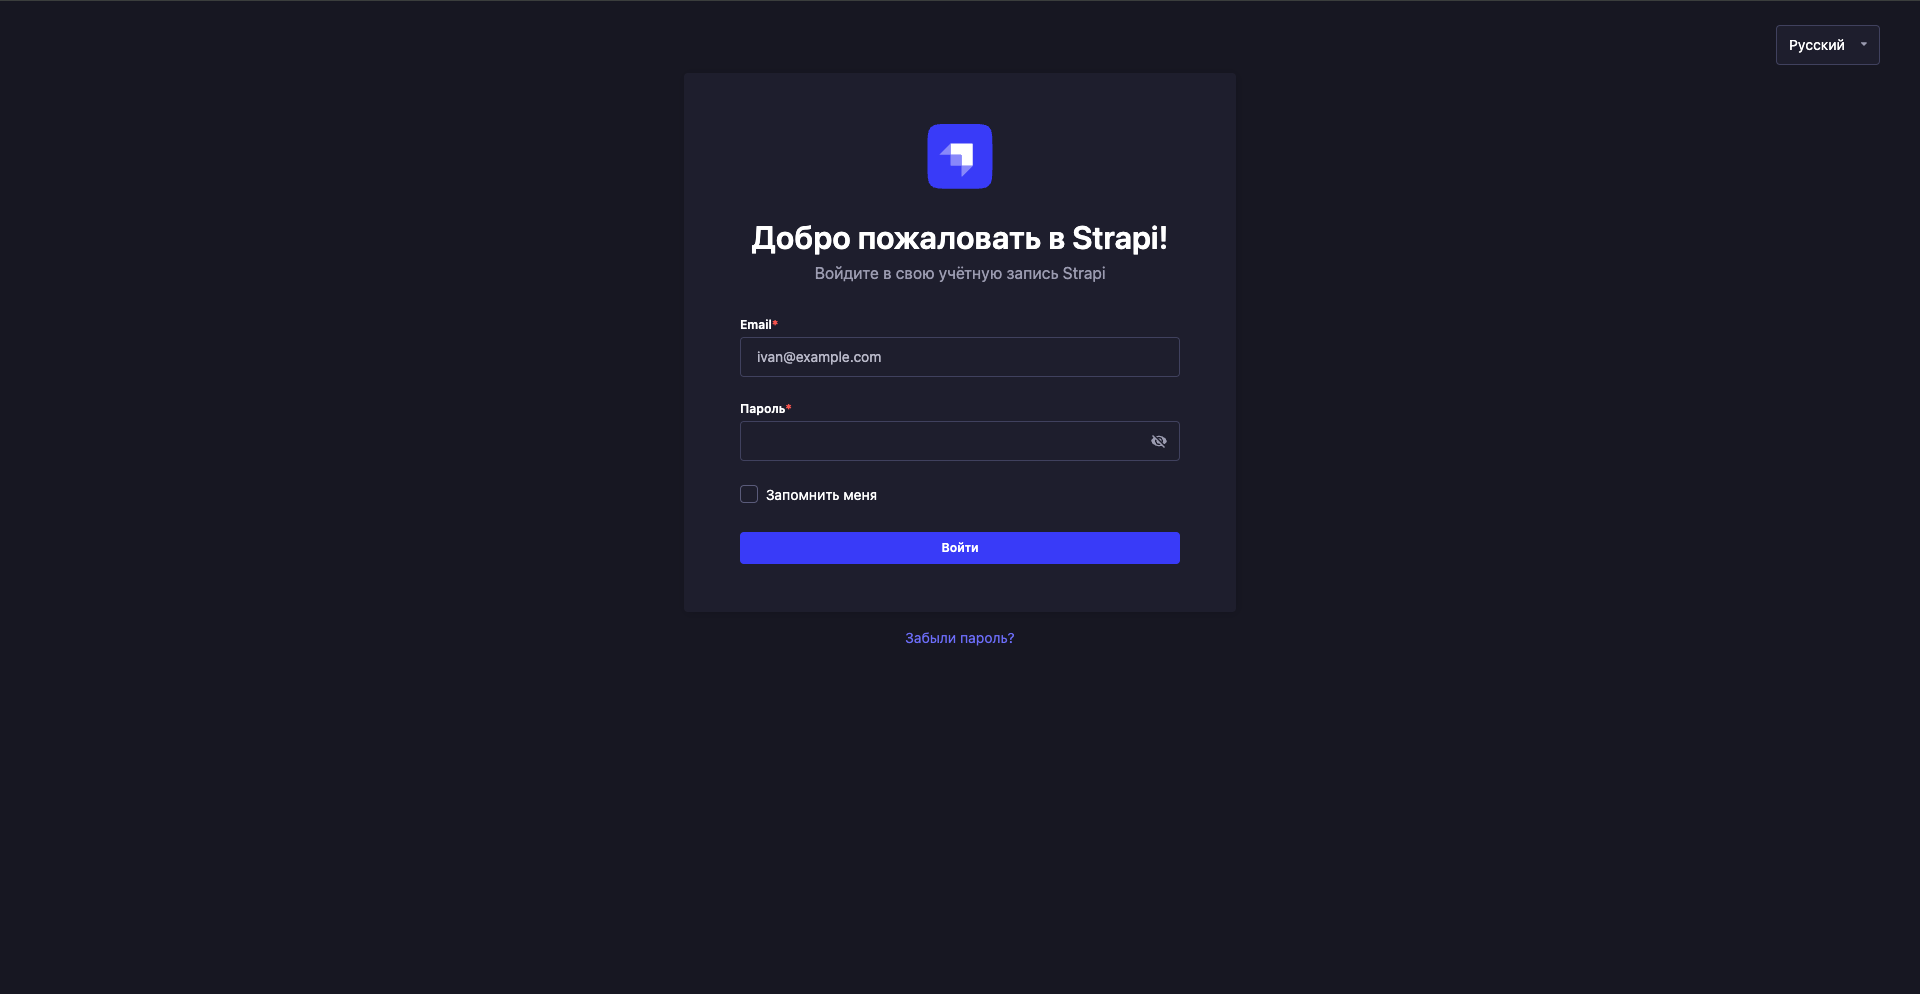 Русский
Добро пожаловать в Strapi!
Войдите в свою учётную запись Strapi
Email*
ivan@example.com
Пароль*
Запомнить меня
Войти
Забыли пароль?